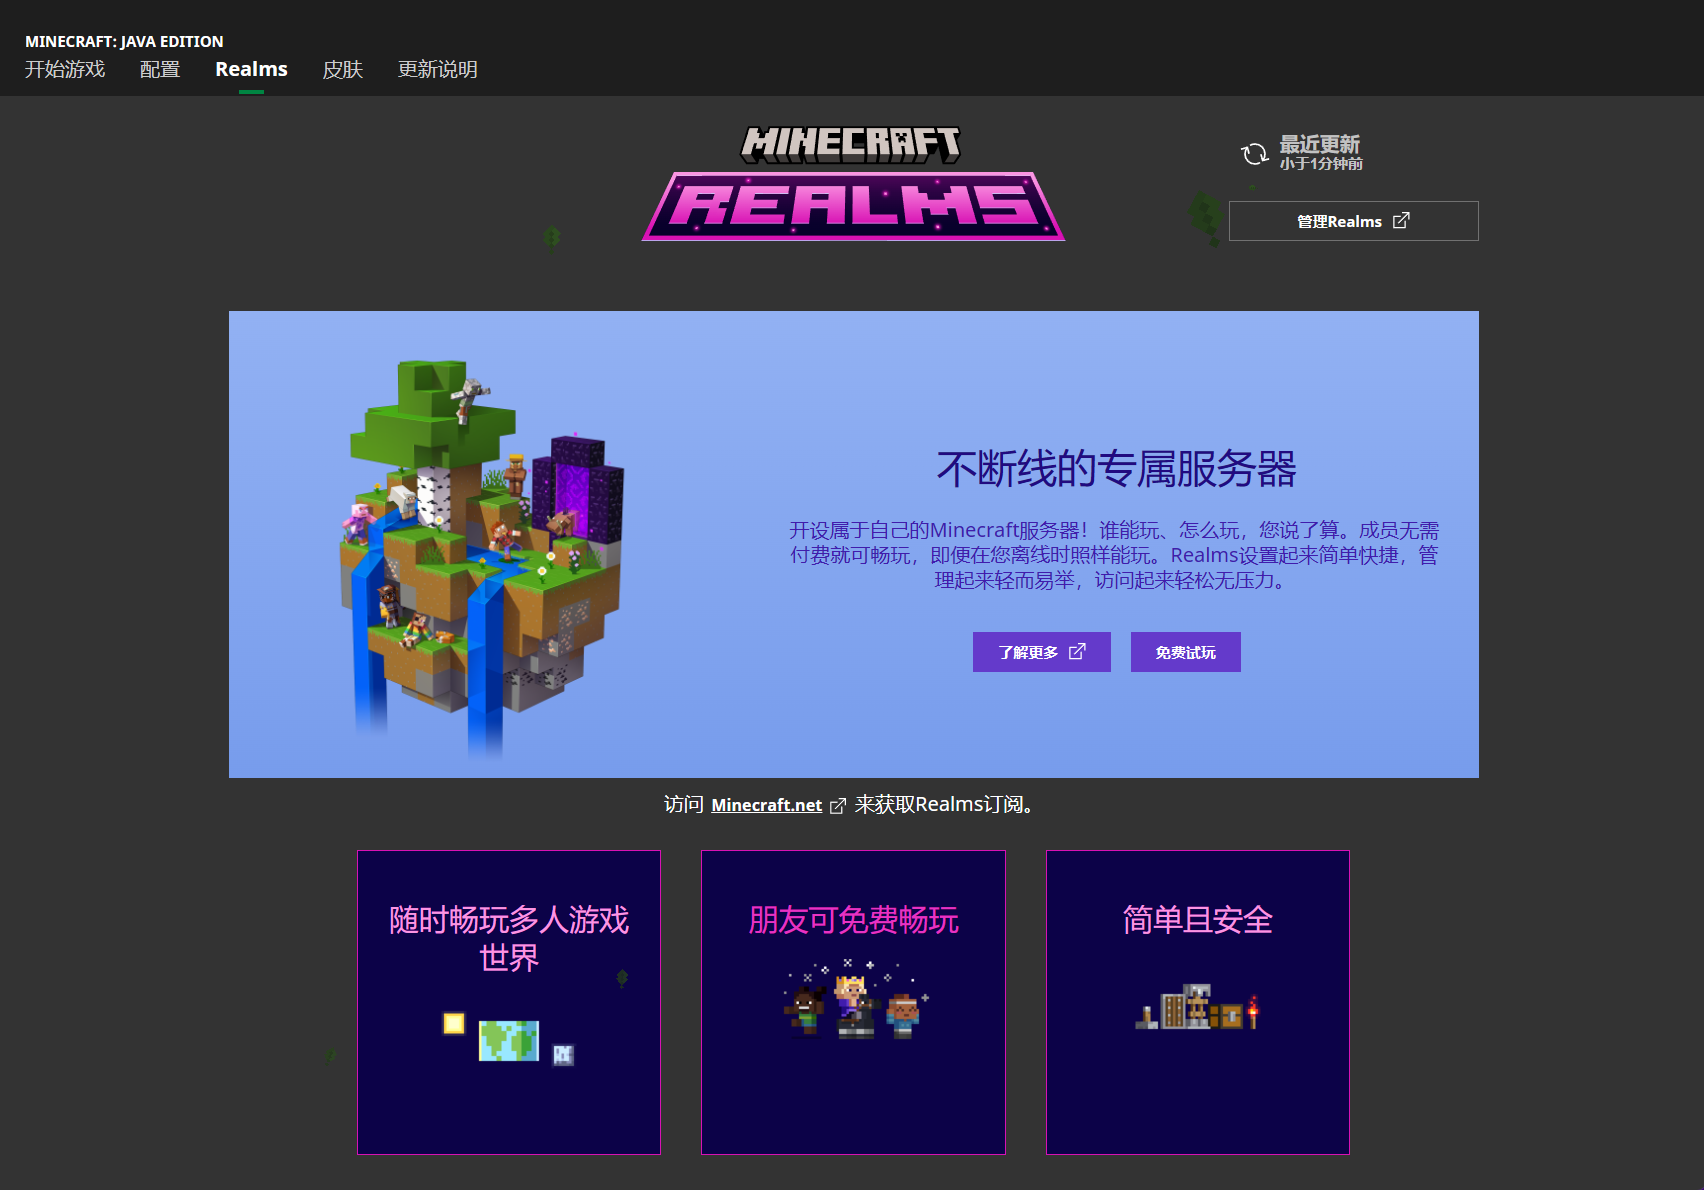 MINECRAFT: JAVA EDITION
开始游戏 配置 Realms 皮肤 更新说明
MINECRAFT
REALMS
最近更新
小于1分钟前
管理Realms
不断线的专属服务器
开设属于自己的Minecraft服务器！谁能玩、怎么玩，您说了算。成员无需
付费就可畅玩，即便在您离线时照样能玩。Realms设置起来简单快捷，管
理起来轻而易举，访问起来轻松无压力。
了解更多 免费试玩
访问 Minecraft.net 来获取Realms订阅。
随时畅玩多人游戏
世界
朋友可免费畅玩
简单且安全